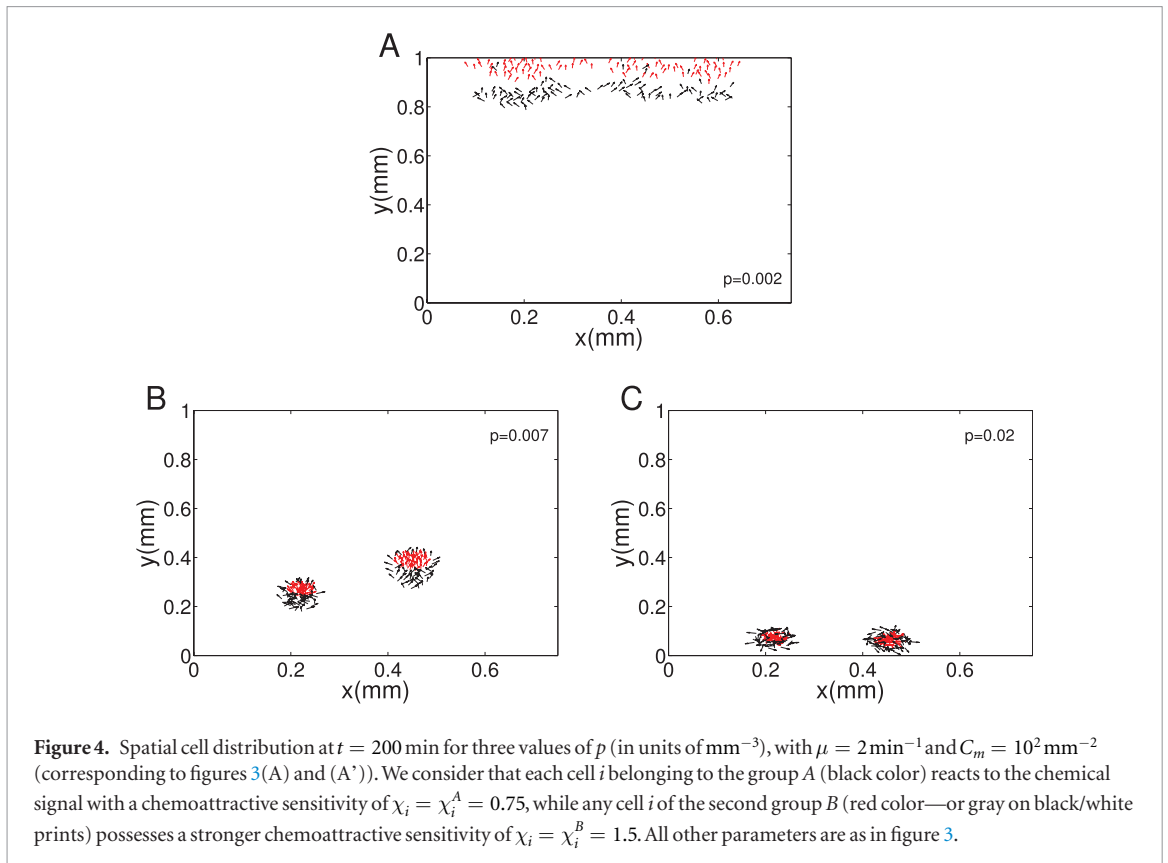 A
1
0.8
0.6
0.4
0.2
0
y(mm)
p=0.002
0 0.2 0.4 0.6
x(mm)
B
1
0.8
0.6
0.4
0.2
0
y(mm)
p=0.007
0 0.2 0.4 0.6
x(mm)
C
1
0.8
0.6
0.4
0.2
0
y(mm)
p=0.02
0 0.2 0.4 0.6
x(mm)
Figure 4. Spatial cell distribution at t = 200 min for three values of p (in units of mm⁻³), with μ = 2 min⁻¹ and Cₘ = 10² mm⁻²
(corresponding to figures 3(A) and (A’)). We consider that each cell i belonging to the group A (black color) reacts to the chemical
signal with a chemoattractive sensitivity of χᵢ = χᵢᴬ = 0.75, while any cell i of the second group B (red color—or gray on black/white
prints) possesses a stronger chemoattractive sensitivity of χᵢ = χᵢᴮ = 1.5. All other parameters are as in figure 3.